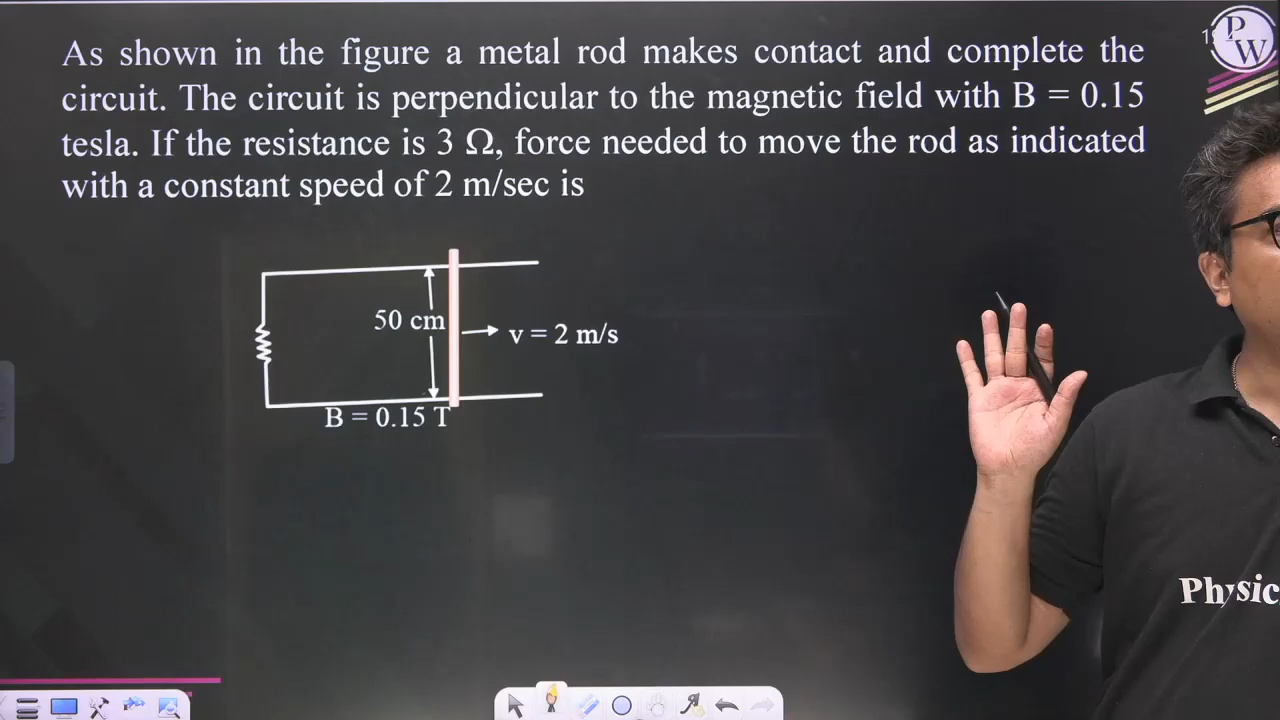 As shown in the figure a metal rod makes contact and complete the
circuit. The circuit is perpendicular to the magnetic field with B = 0.15
tesla. If the resistance is 3 Ω, force needed to move the rod as indicated
with a constant speed of 2 m/sec is
P
W
50 cm
v = 2 m/s
B = 0.15 T